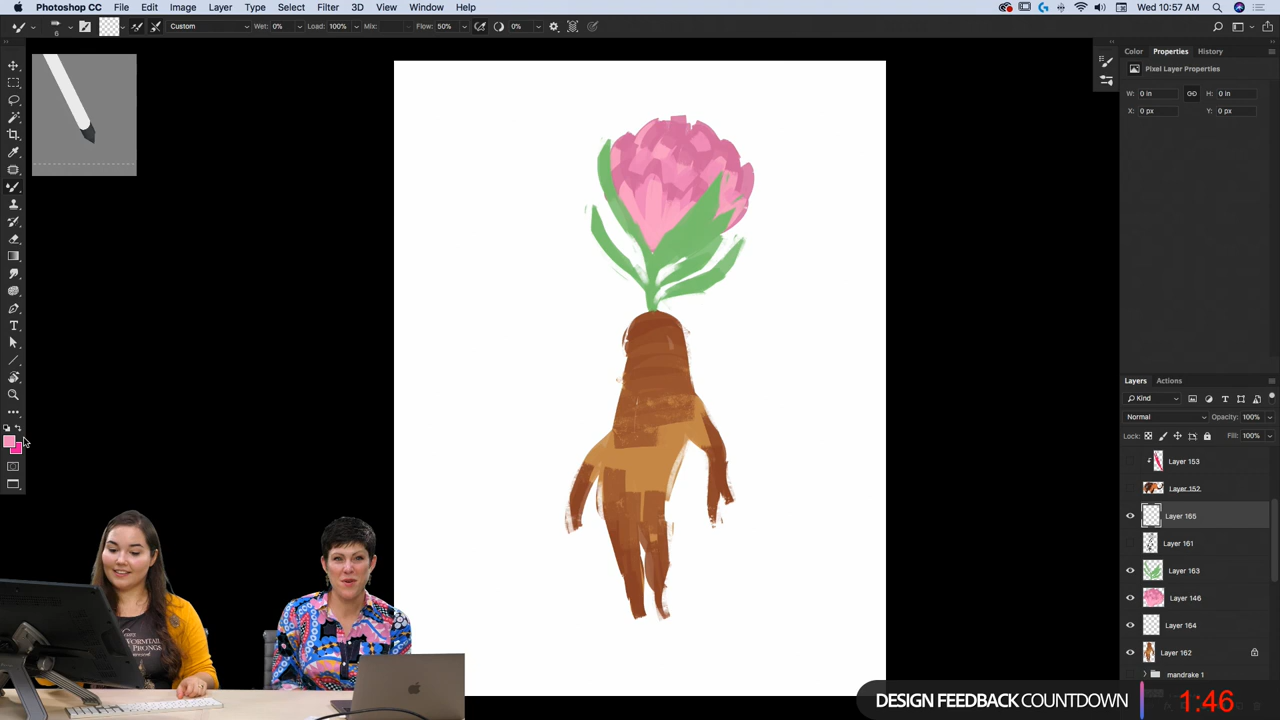 Photoshop CC File Edit Image Layer Type Select Filter 3D View Window Help Wed 10:57 AM
6 Custom Wet: 0% Load: 100% Mix: Flow: 50% 0%
Color Properties History
Pixel Layer Properties
W: 0 in H: 0 in
X: 0 px Y: 0 px
Layers Actions
Kind
Normal Opacity: 100%
Lock: Fill: 100%
Layer 153
Layer 152
Layer 165
Layer 161
Layer 163
Layer 146
Layer 164
Layer 162
mandrake 1
DESIGN FEEDBACK COUNTDOWN 1:46